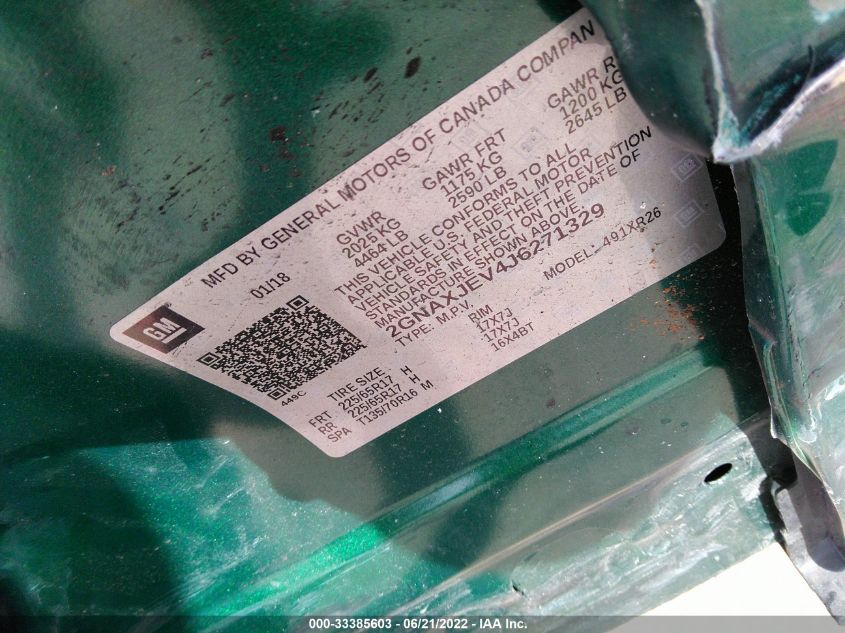 MFD BY GENERAL MOTORS OF CANADA COMPAN
01/18 GVWR GAWR FRT GAWR R
2025 KG 1175 KG 1200 KG
4464 LB 2590 LB 2645 LB
THIS VEHICLE CONFORMS TO ALL
APPLICABLE U.S. FEDERAL MOTOR
VEHICLE SAFETY AND THEFT PREVENTION
STANDARDS IN EFFECT ON THE DATE OF
MANUFACTURE SHOWN ABOVE.
2GNAXJEV4J6271329
TYPE: M.P.V. MODEL: 491XR26
GM
449C
TIRE SIZE RIM
FRT 225/65R17 H 17X7J
RR 225/65R17 H 17X7J
SPA T135/70R16 M 16X4BT
000-33385603 - 06/21/2022 - IAA Inc.